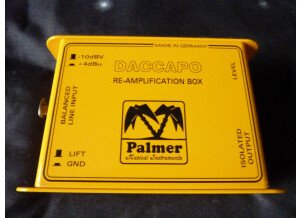 MADE IN GERMANY
-10dBV
+4dBu
DACCAPO
RE-AMPLIFICATION BOX
BALANCED
LINE INPUT
LEVEL
Palmer
Musical Instruments
LIFT
GND
ISOLATED
OUTPUT